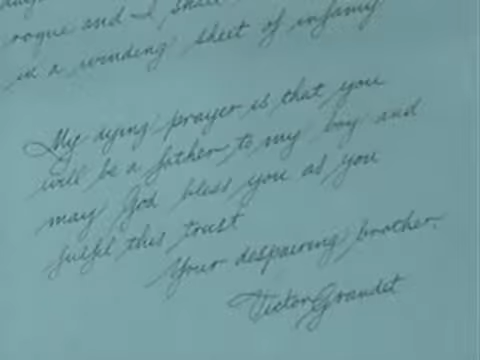 rogue and I shall
in a winding sheet of infamy
My dying prayer is that you
will be a father to my boy and
may God bless you as you
fulfil this trust
Your despairing brother,
Victor Grandet